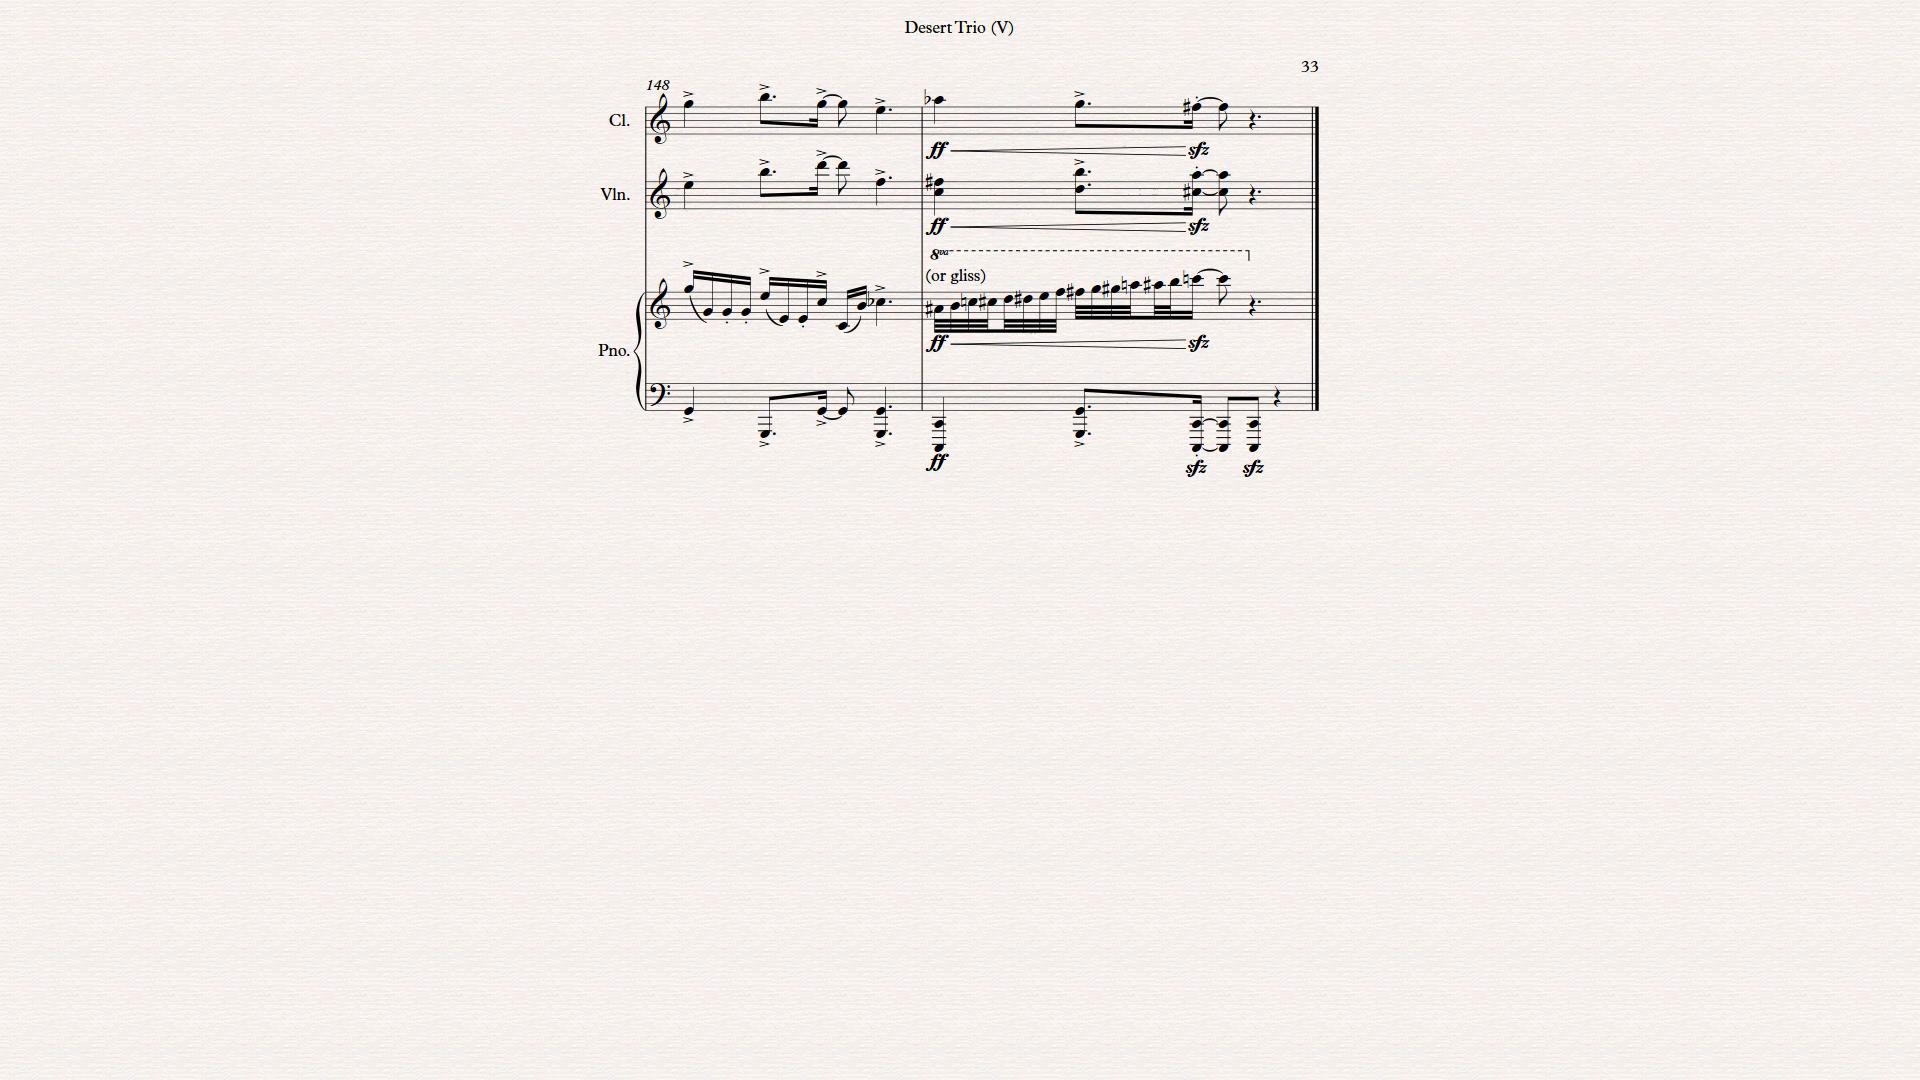 Desert Trio (V)
33
148
Cl.
ff sfz
Vln.
ff sfz
8va
(or gliss)
Pno.
ff sfz
ff sfz sfz